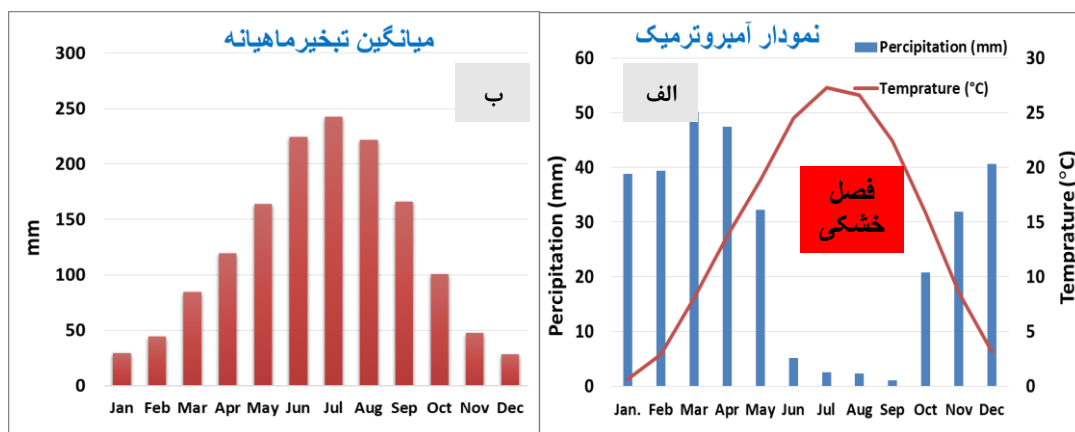 میانگین تبخیرماهیانه
ب
mm
300
250
200
150
100
50
0
Jan Feb Mar Apr May Jun Jul Aug Sep Oct Nov Dec
نمودار آمبروترمیک
الف
Percipitation (mm)
Temprature (°C)
فصل
خشکی
Percipitation (mm)
60
50
40
30
20
10
0
Temprature (°C)
30
25
20
15
10
5
0
Jan. Feb Mar Apr May Jun Jul Aug Sep Oct Nov Dec